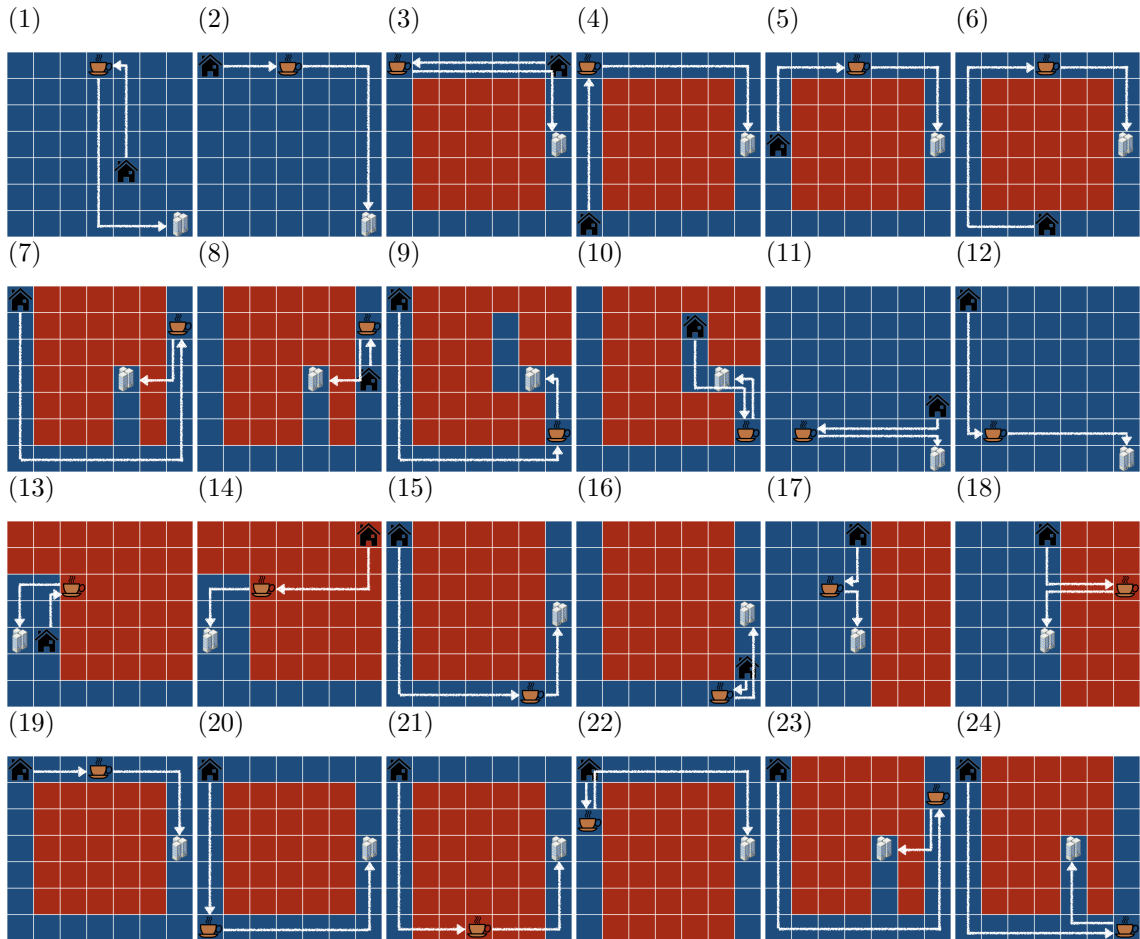 (1) (2) (3) (4) (5) (6)
(7) (8) (9) (10) (11) (12)
(13) (14) (15) (16) (17) (18)
(19) (20) (21) (22) (23) (24)